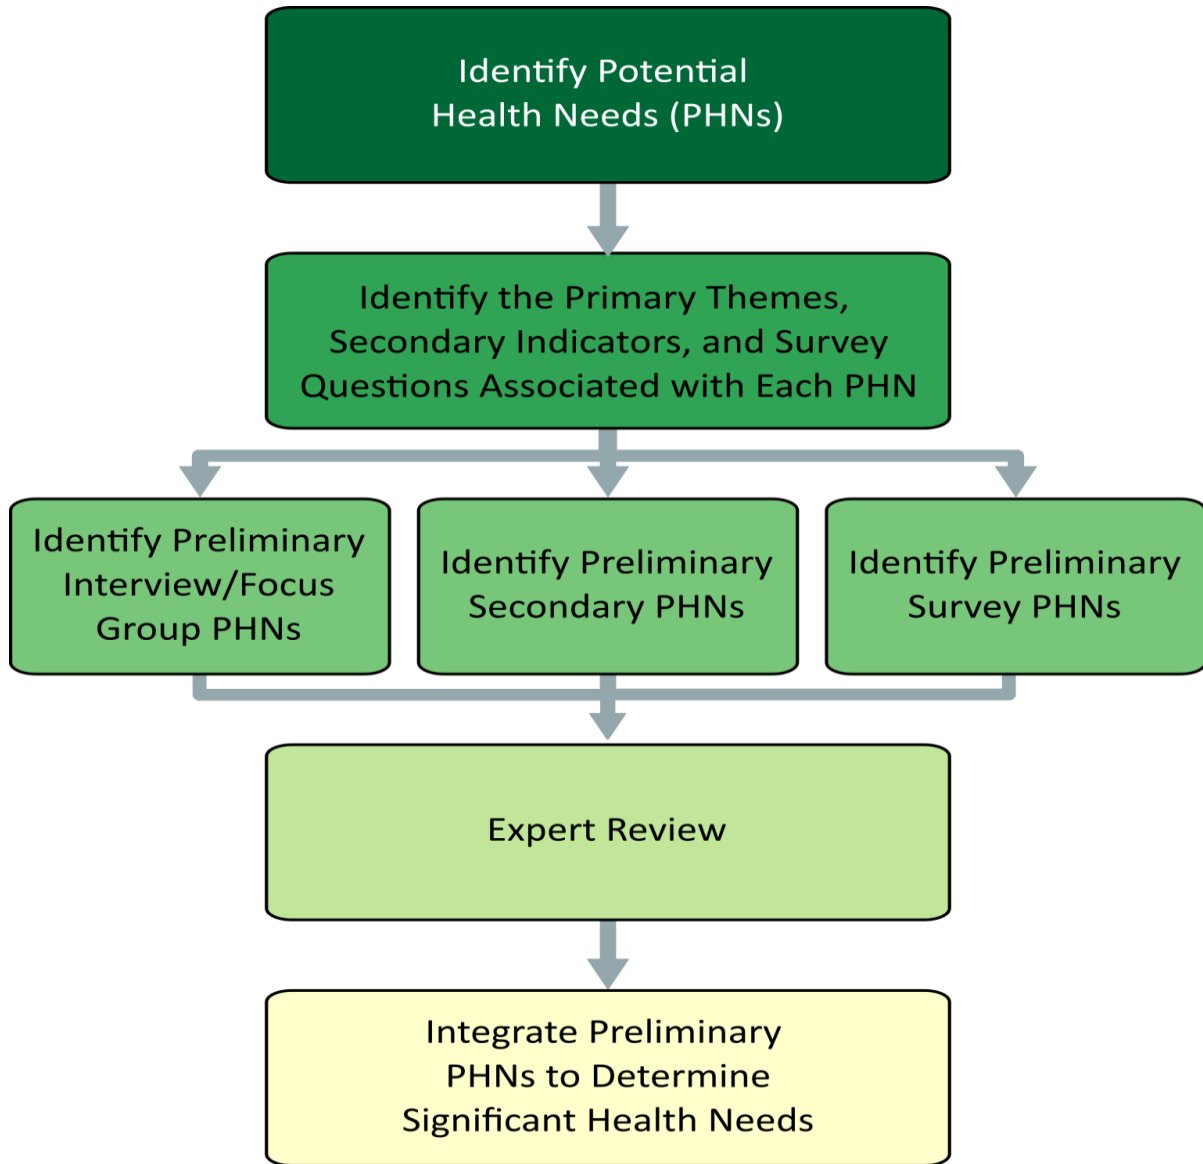 Identify Potential
Health Needs (PHNs)
Identify the Primary Themes,
Secondary Indicators, and Survey
Questions Associated with Each PHN
Identify Preliminary
Interview/Focus
Group PHNs
Identify Preliminary
Secondary PHNs
Identify Preliminary
Survey PHNs
Expert Review
Integrate Preliminary
PHNs to Determine
Significant Health Needs